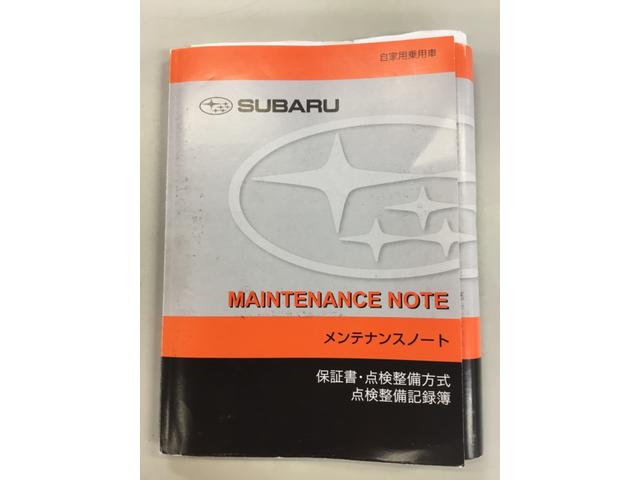 自家用乗用車
SUBARU
MAINTENANCE NOTE
メンテナンスノート
保証書・点検整備方式
点検整備記録簿